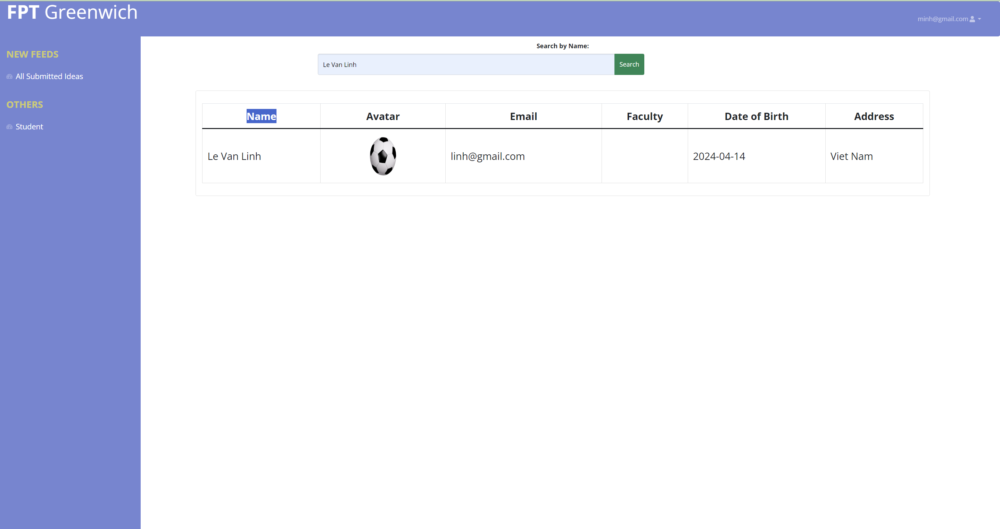 FPT Greenwich
minh@gmail.com
NEW FEEDS
All Submitted Ideas
OTHERS
Student
Search by Name:
Le Van Linh Search
Name Avatar Email Faculty Date of Birth Address
Le Van Linh linh@gmail.com 2024-04-14 Viet Nam